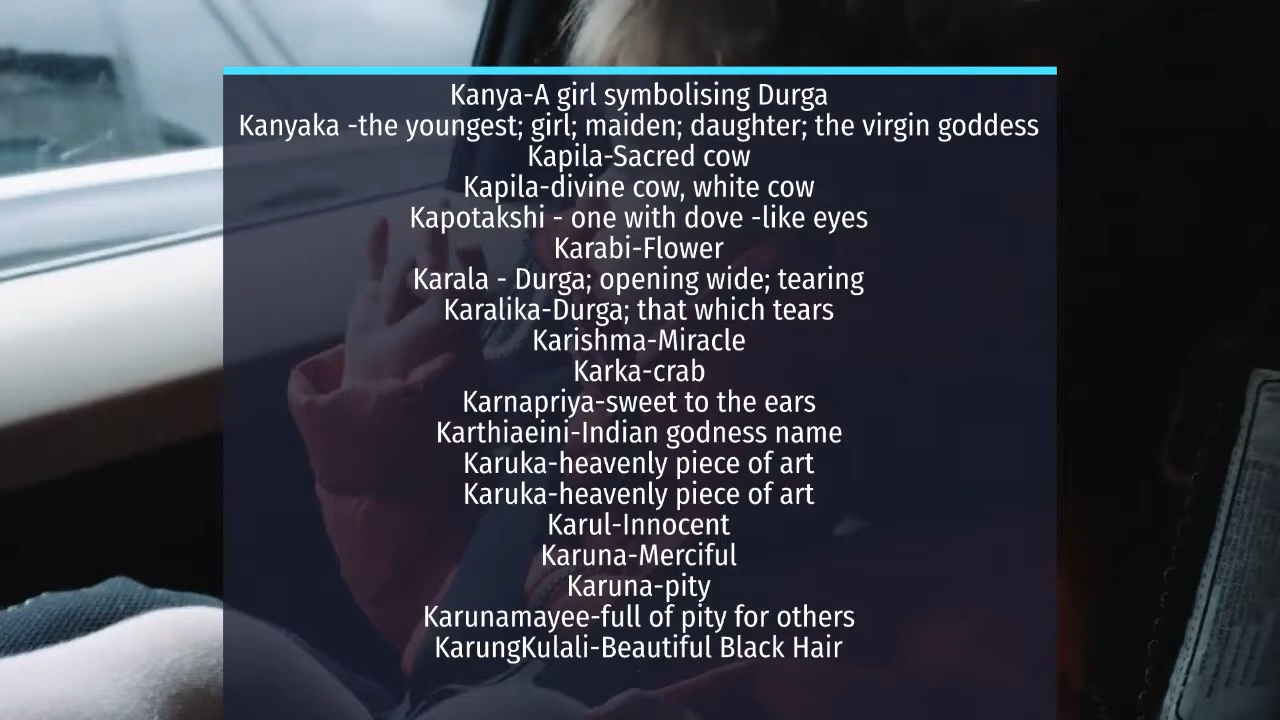 Kanya-A girl symbolising Durga
Kanyaka -the youngest; girl; maiden; daughter; the virgin goddess
Kapila-Sacred cow
Kapila-divine cow, white cow
Kapotakshi - one with dove -like eyes
Karabi-Flower
Karala - Durga; opening wide; tearing
Karalika-Durga; that which tears
Karishma-Miracle
Karka-crab
Karnapriya-sweet to the ears
Karthiaeini-Indian godness name
Karuka-heavenly piece of art
Karuka-heavenly piece of art
Karul-Innocent
Karuna-Merciful
Karuna-pity
Karunamayee-full of pity for others
KarungKulali-Beautiful Black Hair